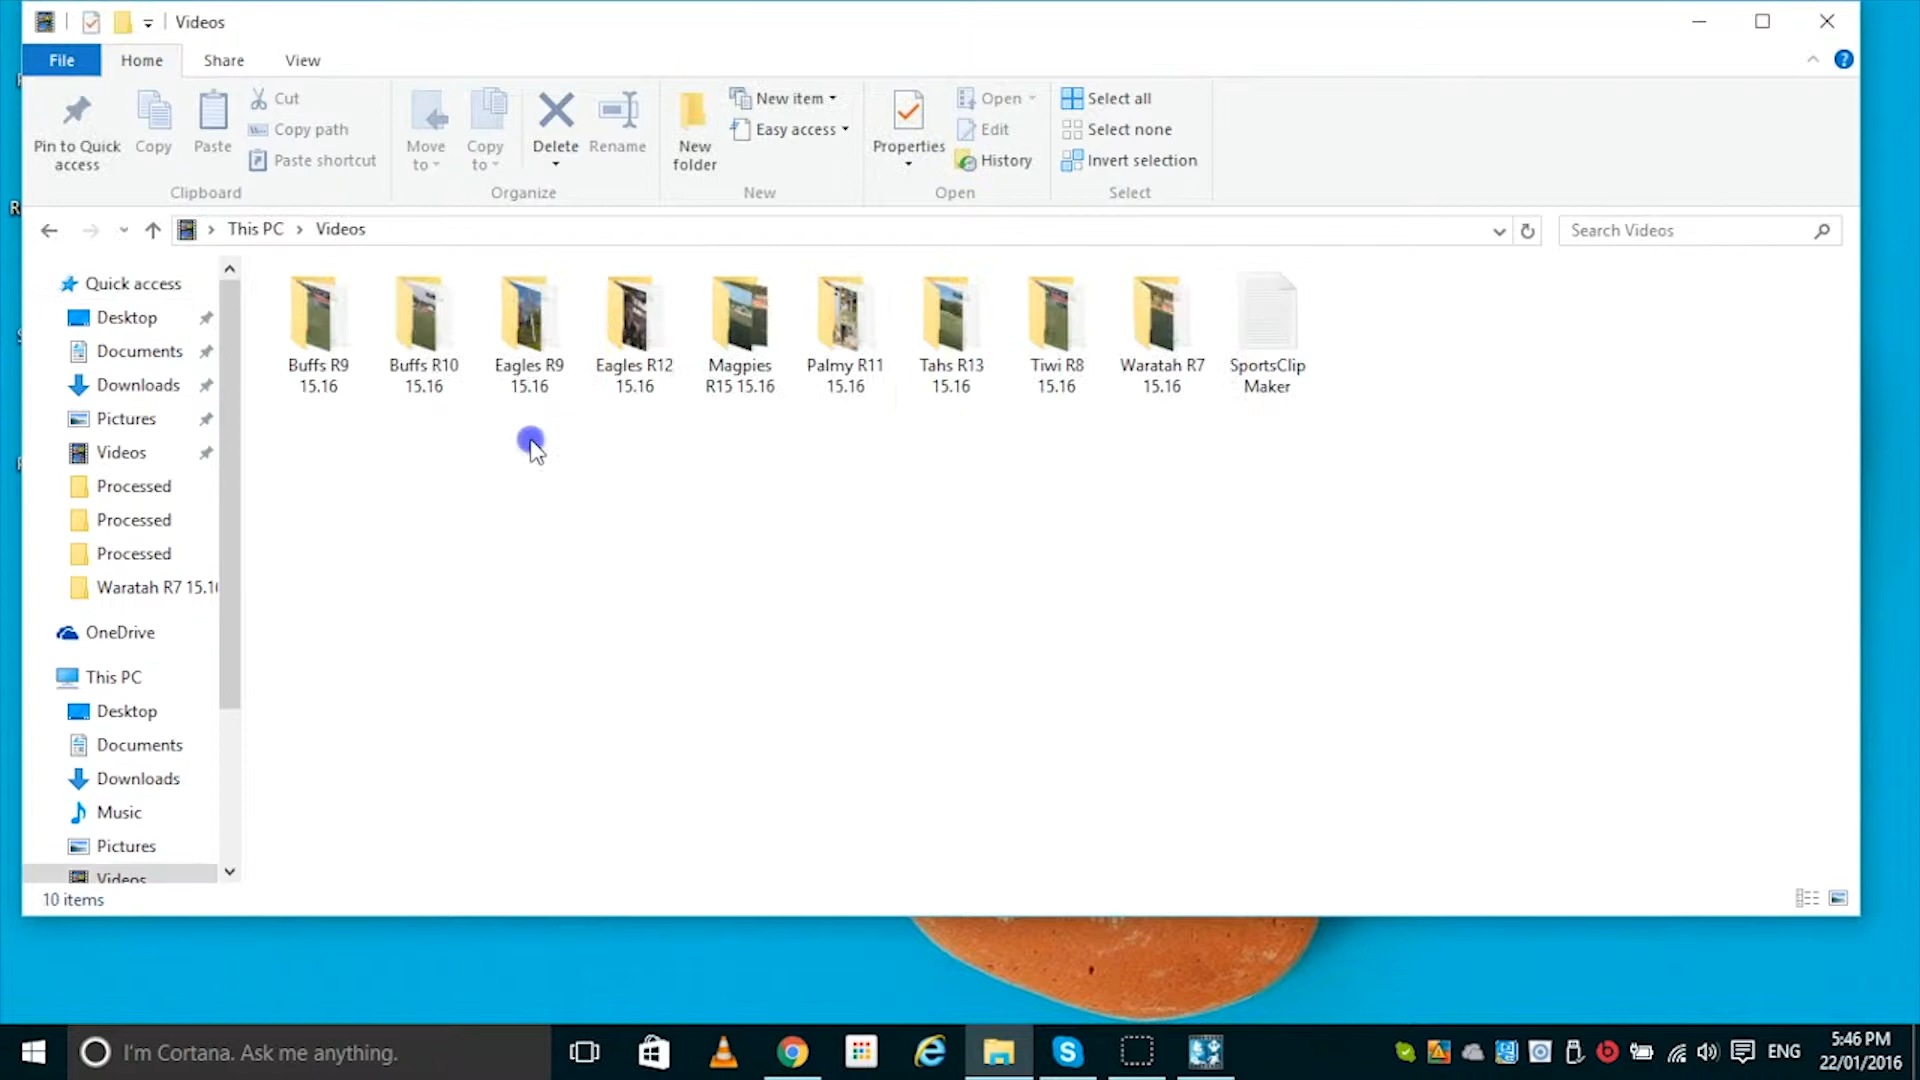 Videos
File Home Share View
Pin to Quick access
Copy
Paste
Cut
Copy path
Paste shortcut
Clipboard
Move to
Copy to
Delete
Rename
Organize
New folder
New item
Easy access
New
Properties
Open
Edit
History
Open
Select all
Select none
Invert selection
Select
This PC > Videos
Search Videos
Quick access
Desktop
Documents
Downloads
Pictures
Videos
Processed
Processed
Processed
Waratah R7 15.16
OneDrive
This PC
Desktop
Documents
Downloads
Music
Pictures
Videos
Buffs R9
15.16
Buffs R10
15.16
Eagles R9
15.16
Eagles R12
15.16
Magpies
R15 15.16
Palmy R11
15.16
Tahs R13
15.16
Tiwi R8
15.16
Waratah R7
15.16
SportsClip
Maker
10 items
I'm Cortana. Ask me anything.
ENG
5:46 PM
22/01/2016